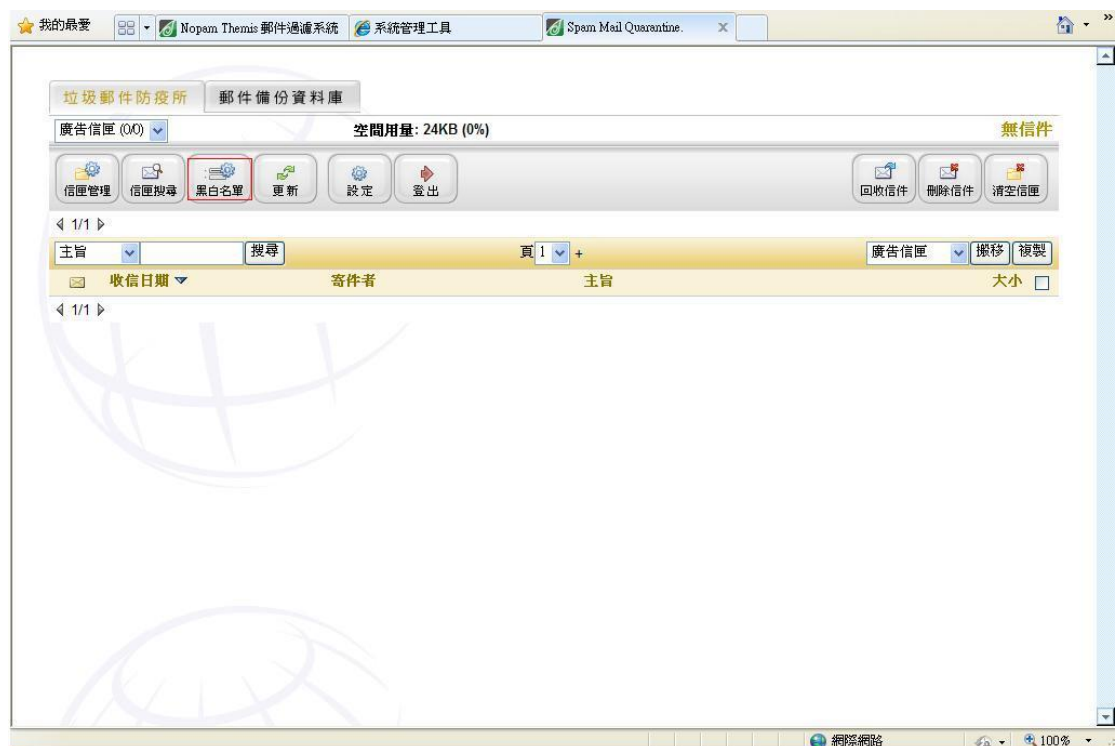 我的最愛 Nopam Themis 郵件過濾系統 系統管理工具 Spam Mail Quarantine. X »
垃圾郵件防疫所 郵件備份資料庫
廣告信匣 (0/0) 空間用量: 24KB (0%) 無信件
信匣管理 信匣搜尋 黑白名單 更新 設定 登出 回收信件 刪除信件 清空信匣
1/1
主旨 搜尋 頁 1 + 廣告信匣 搬移 複製
收信日期 寄件者 主旨 大小
1/1
網際網路 100%